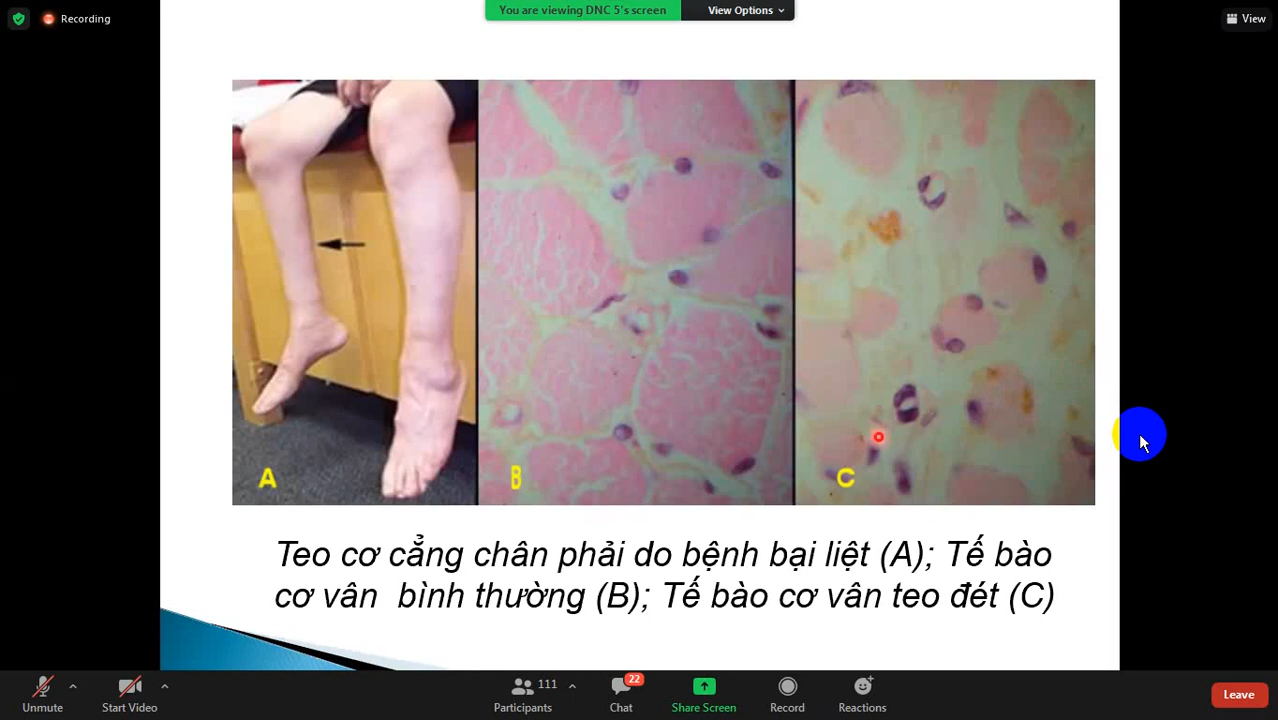 Recording
You are viewing DNC 5's screen
View Options
View
A
B
C
Teo cơ cẳng chân phải do bệnh bại liệt (A); Tế bào
cơ vân bình thường (B); Tế bào cơ vân teo đét (C)
Unmute
Start Video
111
Participants
22
Chat
Share Screen
Record
Reactions
Leave